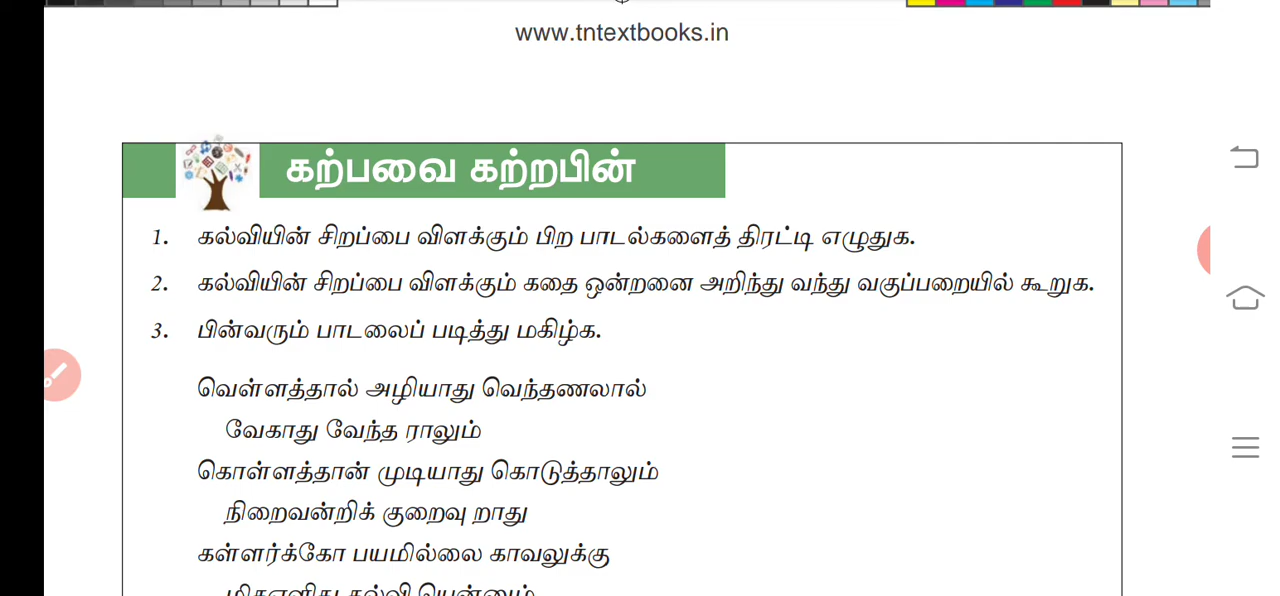 www.tntextbooks.in
கற்பவை கற்றபின்
1. கல்வியின் சிறப்பை விளக்கும் பிற பாடல்களைத் திரட்டி எழுதுக.
2. கல்வியின் சிறப்பை விளக்கும் கதை ஒன்றனை அறிந்து வந்து வகுப்பறையில் கூறுக.
3. பின்வரும் பாடலைப் படித்து மகிழ்க.
வெள்ளத்தால் அழியாது வெந்தணலால்
வேகாது வேந்த ராலும்
கொள்ளத்தான் முடியாது கொடுத்தாலும்
நிறைவன்றிக் குறைவு றாது
கள்ளர்க்கோ பயமில்லை காவலுக்கு
மிகஎளிது கல்வி யென்னும்